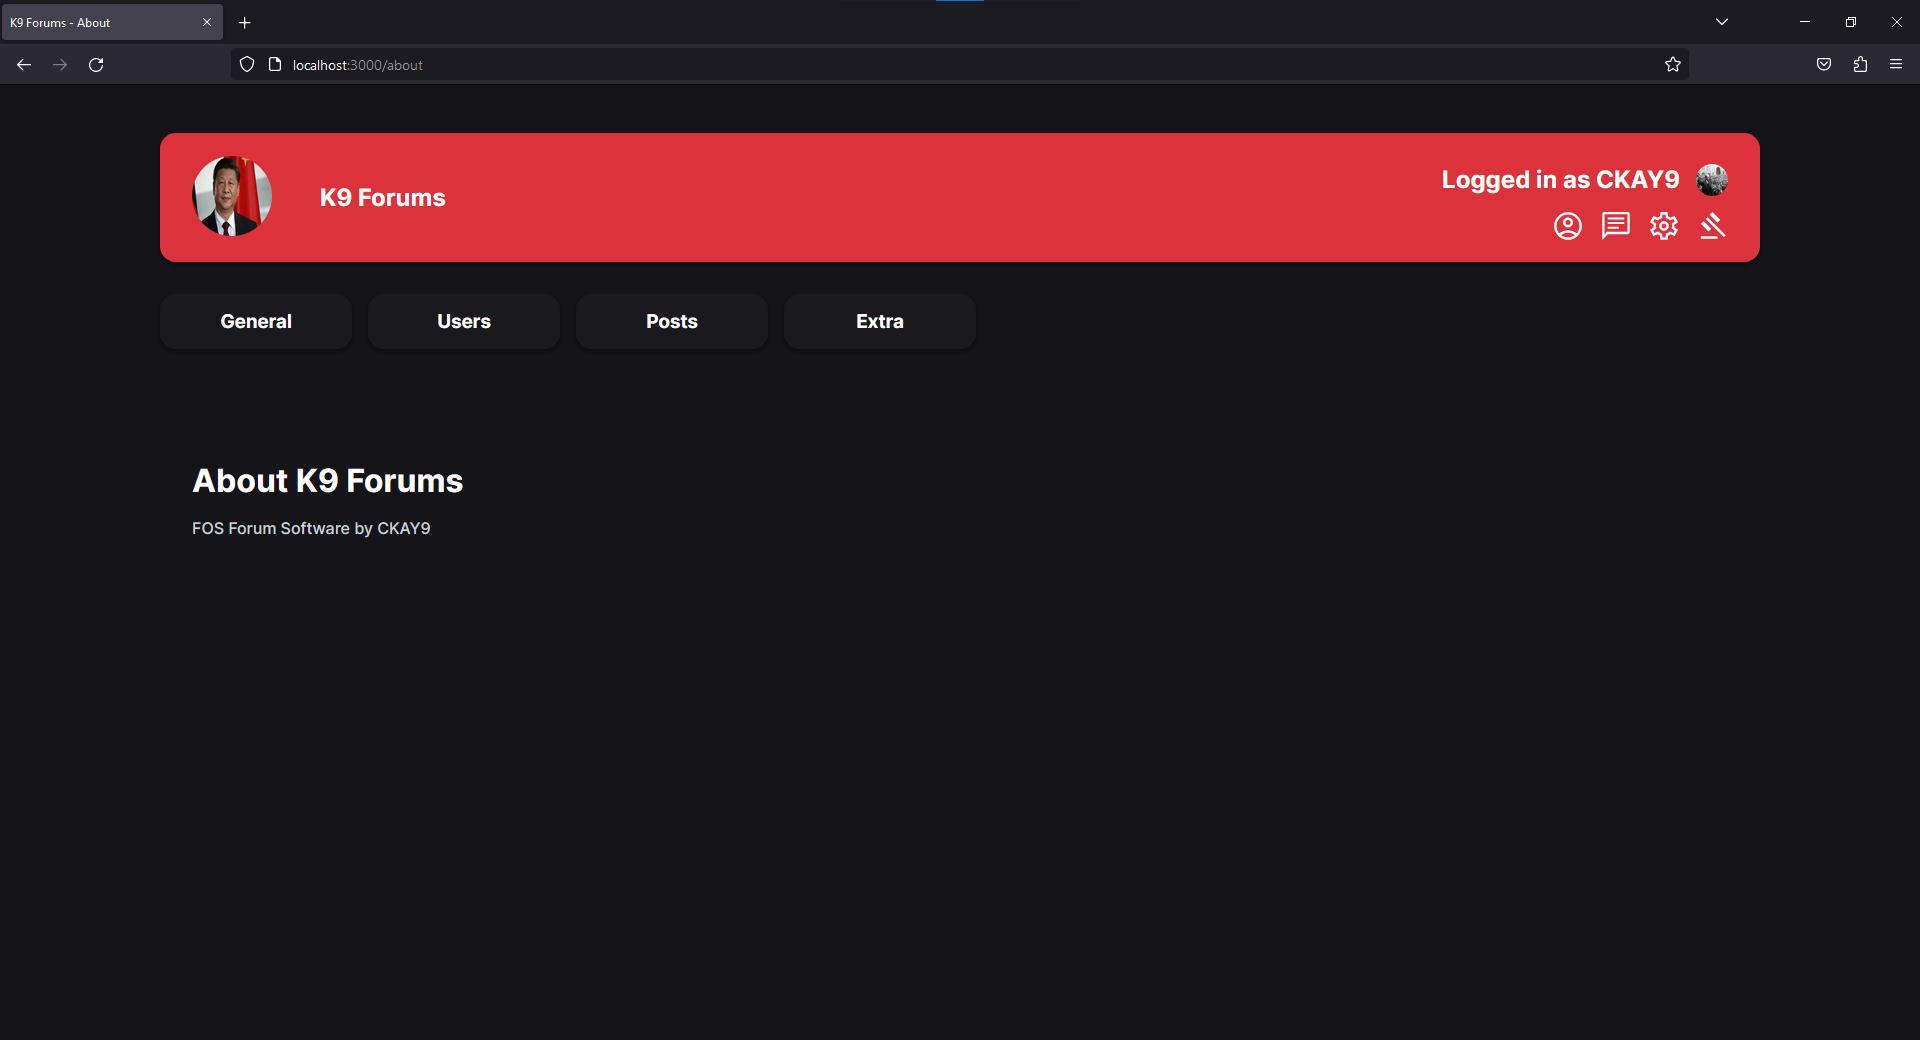 K9 Forums - About
localhost:3000/about
K9 Forums
Logged in as CKAY9
General
Users
Posts
Extra
About K9 Forums
FOS Forum Software by CKAY9